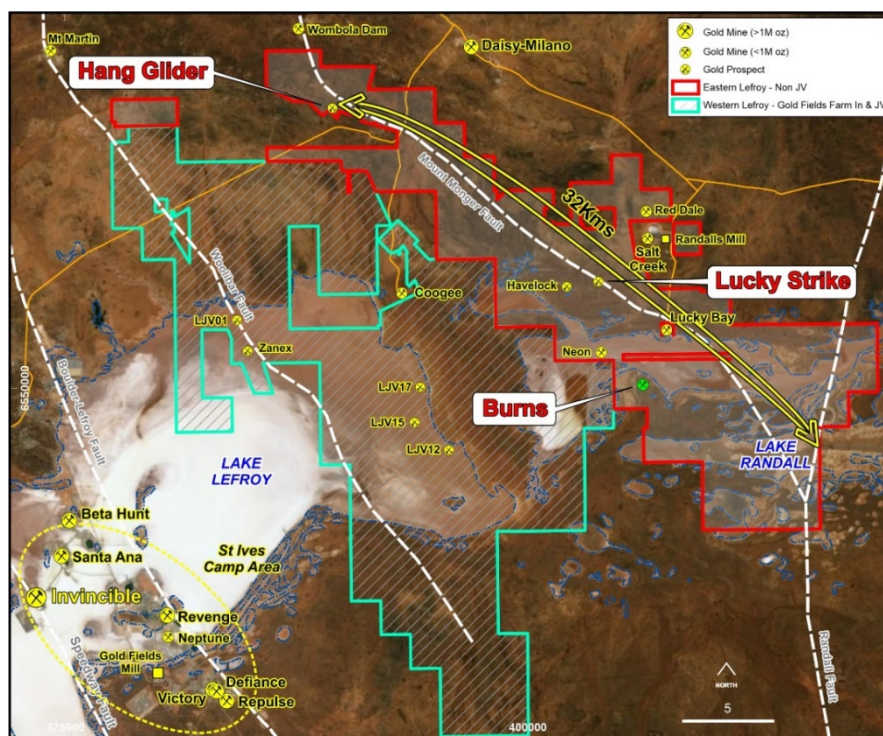 Mt Martin
Wombola Dam
Daisy-Milano
Gold Mine (>1M oz)
Gold Mine (<1M oz)
Gold Prospect
Eastern Lefroy - Non JV
Western Lefroy - Gold Fields Farm In & JV
Hang Glider
Mount Monger Fault
32Kms
Red Dale
Salt
Creek
Randalls Mill
Woolibar Fault
Coogee
Havelock
Lucky Strike
LJV01
Zanex
Lucky Bay
Neon
Boulder-Lefroy Fault
6550000
LJV17
LJV15
LJV12
Burns
LAKE
LEFROY
LAKE
RANDALL
Beta Hunt
Santa Ana
St Ives
Camp Area
Invincible
Revenge
Neptune
Gold Fields
Mill
Speedway Fault
Defiance
Victory
Repulse
Randall Fault
NORTH
5
375000
400000